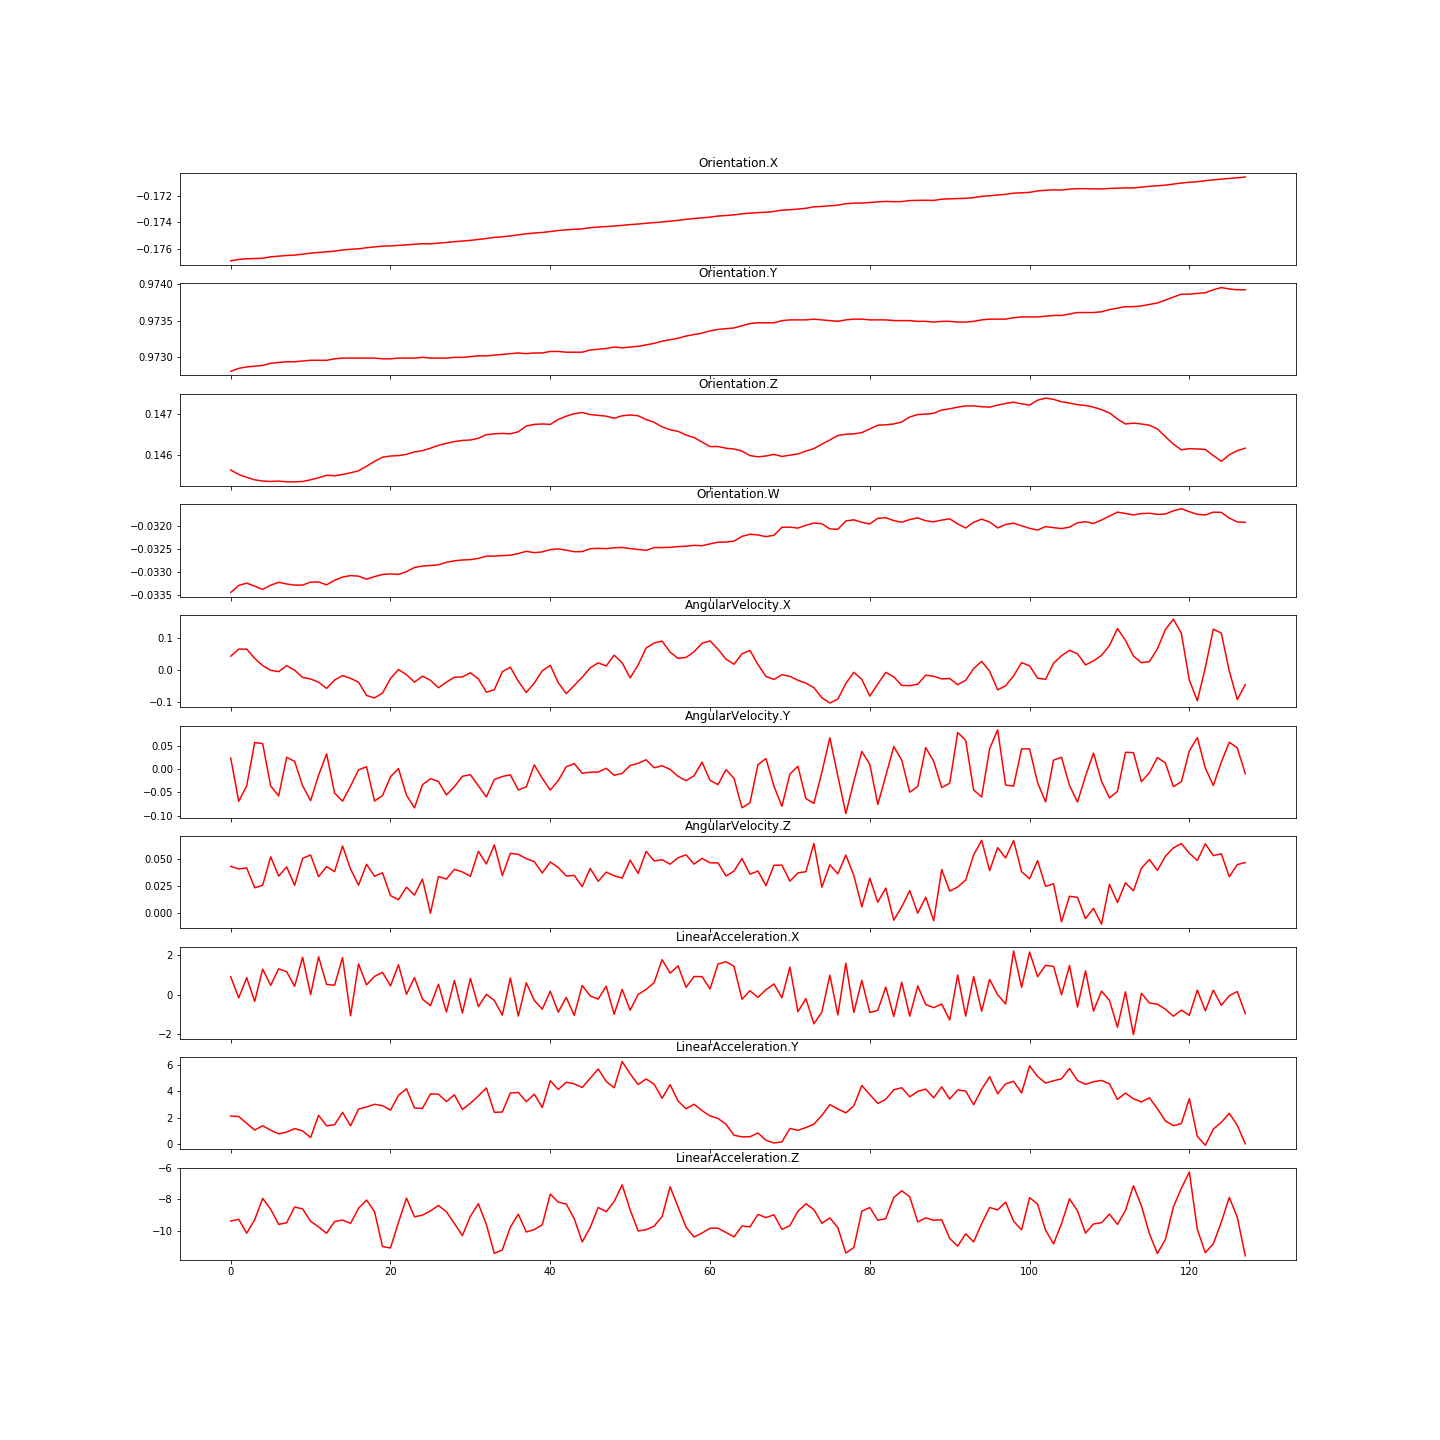 Orientation.X
−0.172
−0.174
−0.176
Orientation.Y
0.9740
0.9735
0.9730
Orientation.Z
0.147
0.146
Orientation.W
−0.0320
−0.0325
−0.0330
−0.0335
AngularVelocity.X
0.1
0.0
−0.1
AngularVelocity.Y
0.05
0.00
−0.05
−0.10
AngularVelocity.Z
0.050
0.025
0.000
LinearAcceleration.X
2
0
−2
LinearAcceleration.Y
6
4
2
0
LinearAcceleration.Z
−6
−8
−10
0 20 40 60 80 100 120